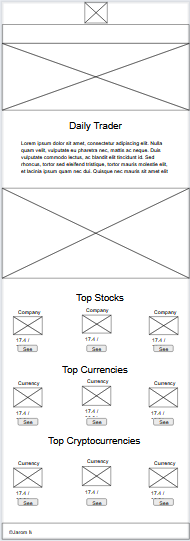 Daily Trader
Lorem ipsum dolor sit amet, consectetur adipiscing elit. Nulla
quam velit, vulputate eu pharetra nec, mattis ac neque. Duis
vulputate commodo lectus, ac blandit elit tincidunt id. Sed
rhoncus, tortor sed eleifend tristique, tortor mauris molestie elit,
et lacinia ipsum quam nec dui. Quisque nec mauris sit amet elit
Top Stocks
Company Company Company
17.4 / 17.4 / 17.4 /
See See See
Top Currencies
Currency Currency Currency
17.4 / 17.4 / 17.4 /
See See See
Top Cryptocurrencies
Currency Currency Currency
17.4 / 17.4 / 17.4 /
See See See